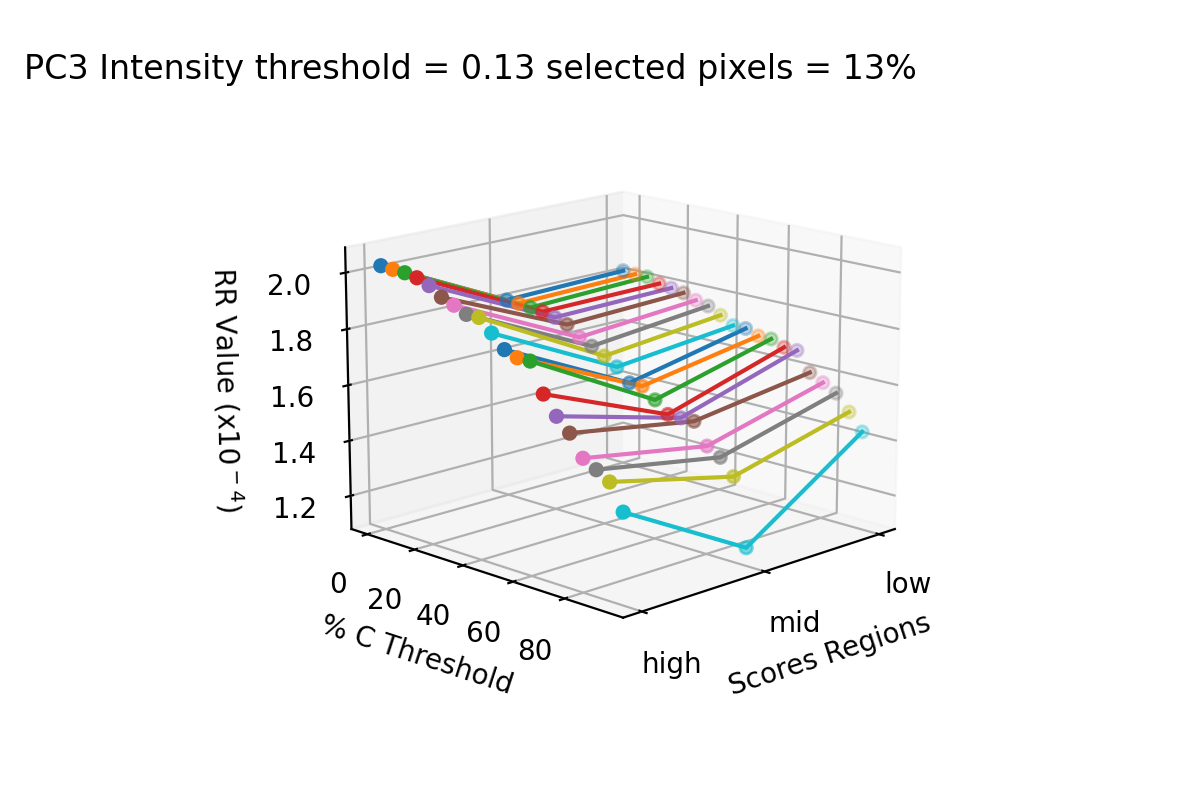 PC3 Intensity threshold = 0.13 selected pixels = 13%
RR Value (x10⁻⁴)
2.0
1.8
1.6
1.4
1.2
0
20
40
60
80
% C Threshold
high
mid
low
Scores Regions